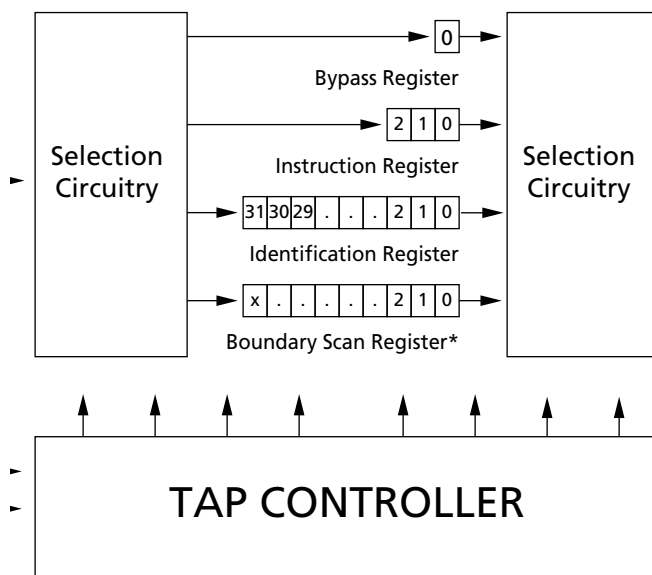 0
Bypass Register
2 1 0
Selection
Circuitry
Instruction Register
Selection
Circuitry
31 30 29 . . . 2 1 0
Identification Register
x . . . . . 2 1 0
Boundary Scan Register*
TAP CONTROLLER